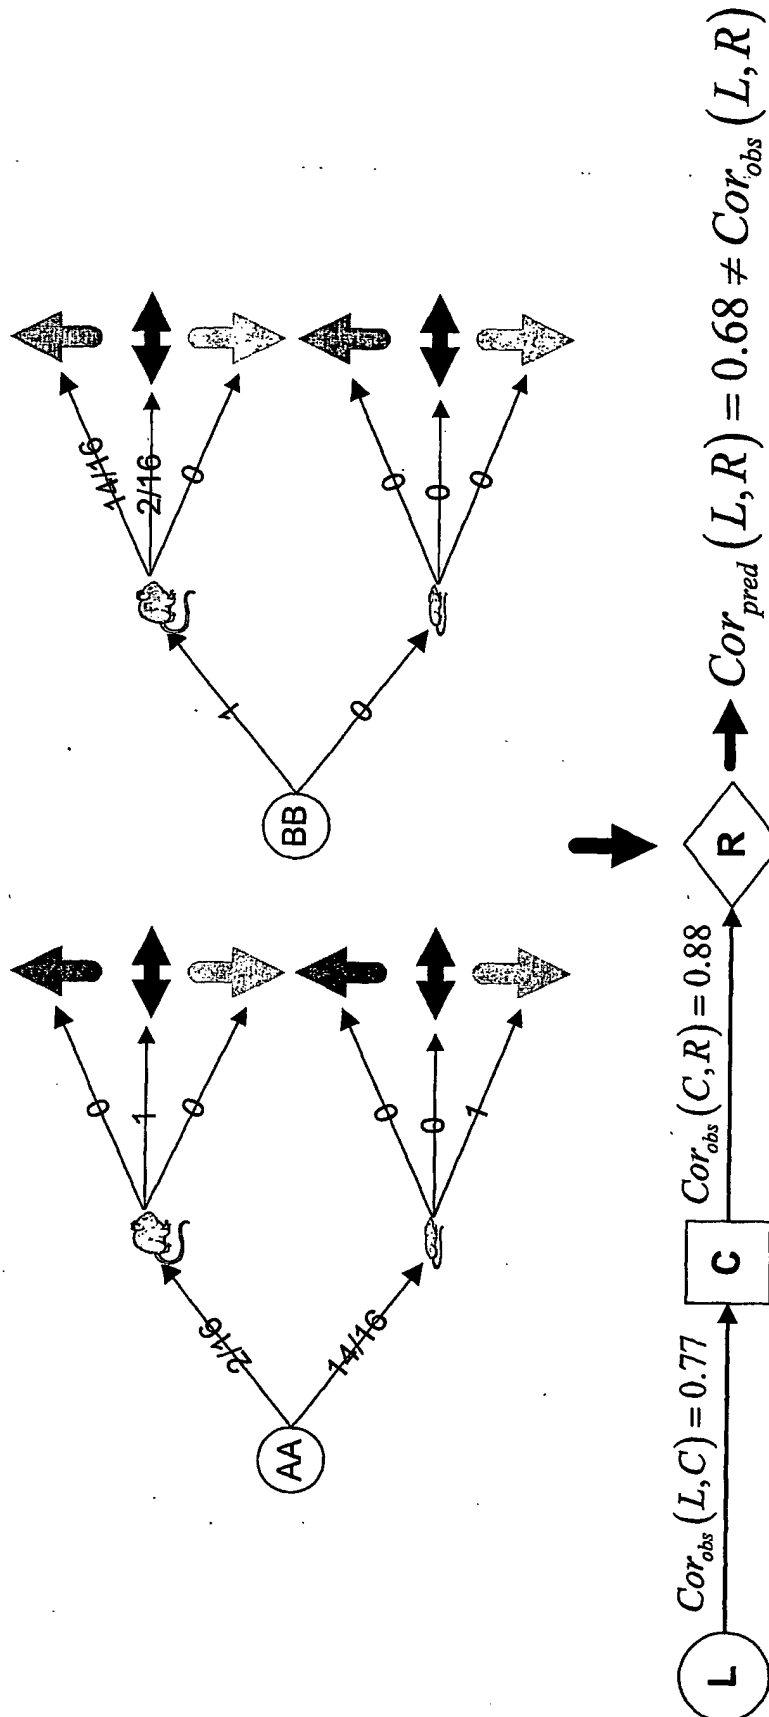 AA
2/16
14/16
0
1
0
0
0
1
BB
1
0
14/16
2/16
0
0
0
0
L
Cor_obs (L, C) = 0.77
C
Cor_obs (C, R) = 0.88
R
Cor_pred (L, R) = 0.68 ≠ Cor_obs (L, R)